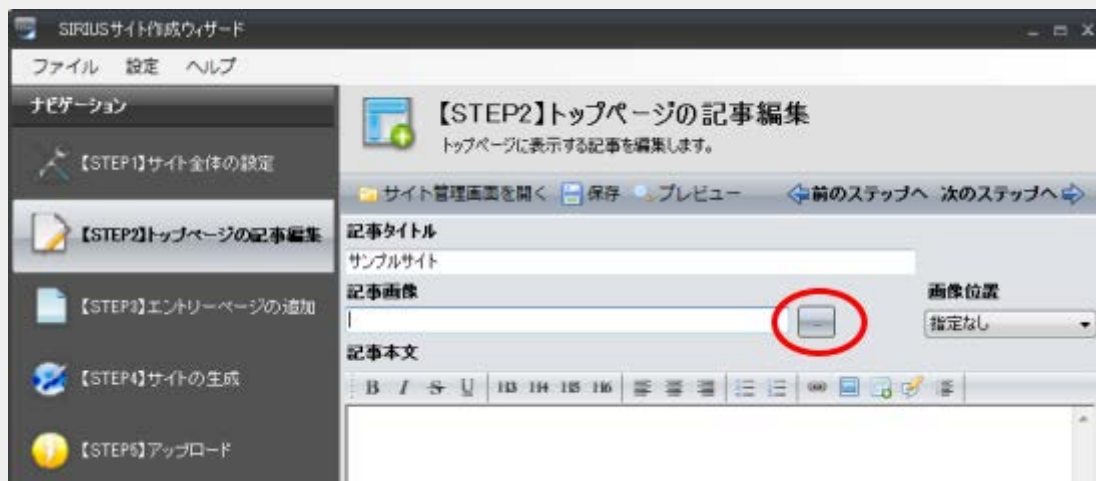 SIRIUSサイト作成ウィザード
ファイル 設定 ヘルプ
ナビゲーション
【STEP1】サイト全体の設定
【STEP2】トップページの記事編集
【STEP3】エントリーページの追加
【STEP4】サイトの生成
【STEP5】アップロード
【STEP2】トップページの記事編集
トップページに表示する記事を編集します。
サイト管理画面を開く 保存 プレビュー 前のステップへ 次のステップへ
記事タイトル
サンプルサイト
記事画像 画像位置
... 指定なし
記事本文
B I S U H3 H4 H5 H6